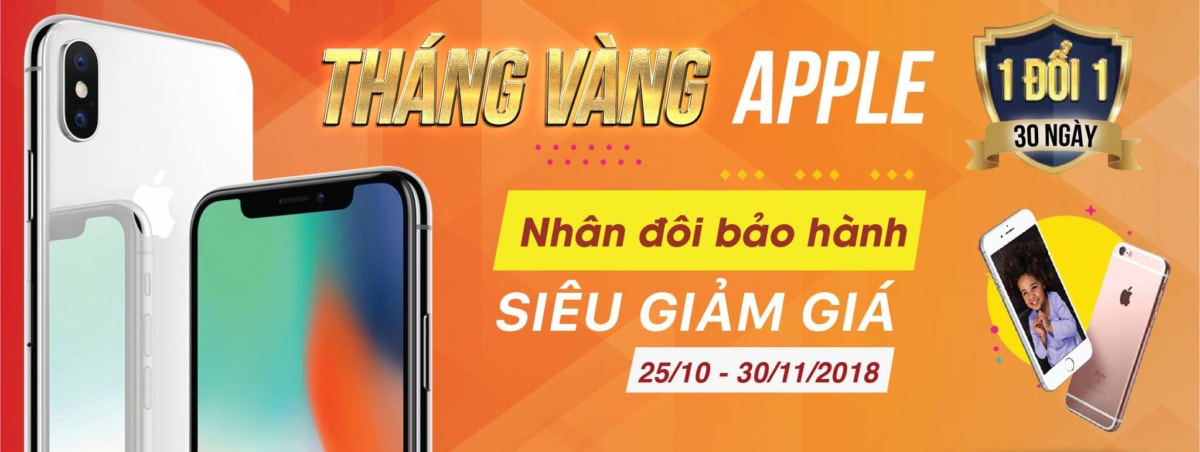 THÁNG VÀNG APPLE
1 ĐỔI 1
30 NGÀY
Nhân đôi bảo hành
SIÊU GIẢM GIÁ
25/10 - 30/11/2018